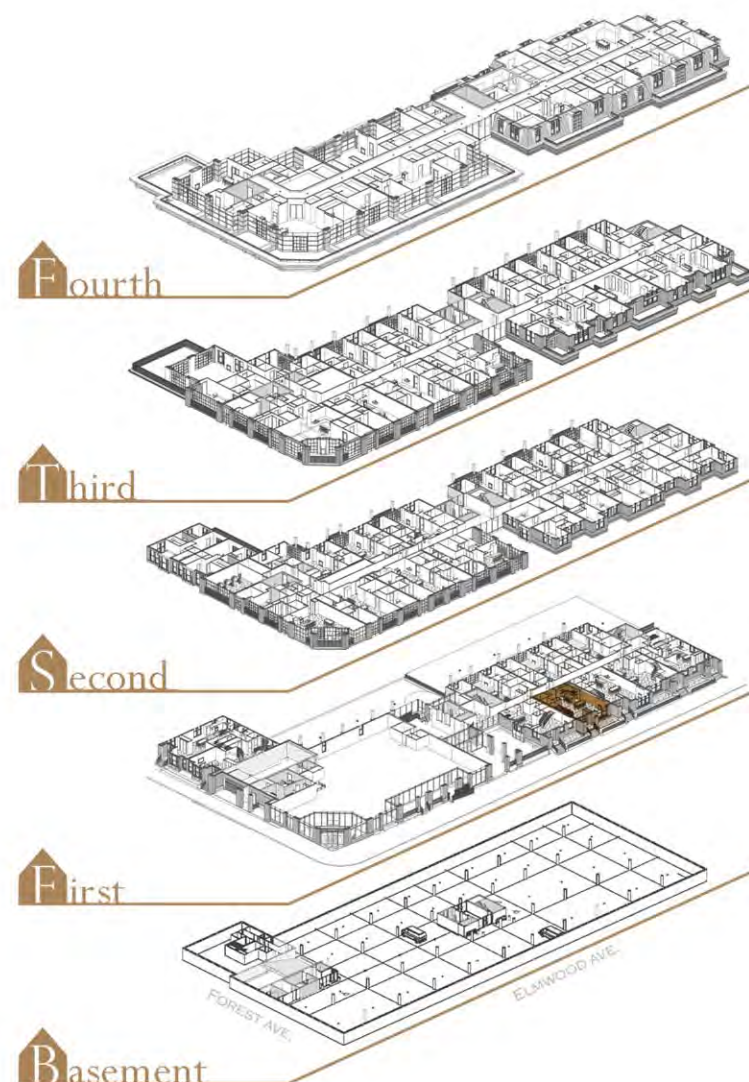 Fourth
Third
Second
First
FOREST AVE.
ELMWOOD AVE.
Basement